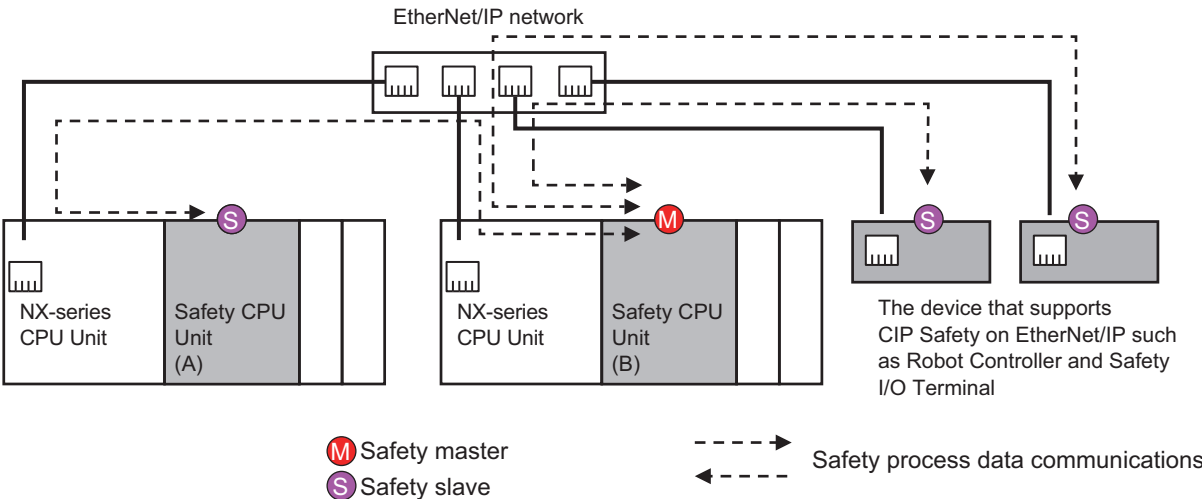 EtherNet/IP network
S
M
S
S
NX-series
CPU Unit
Safety CPU
Unit
(A)
NX-series
CPU Unit
Safety CPU
Unit
(B)
The device that supports
CIP Safety on EtherNet/IP such
as Robot Controller and Safety
I/O Terminal
M Safety master
S Safety slave
Safety process data communications